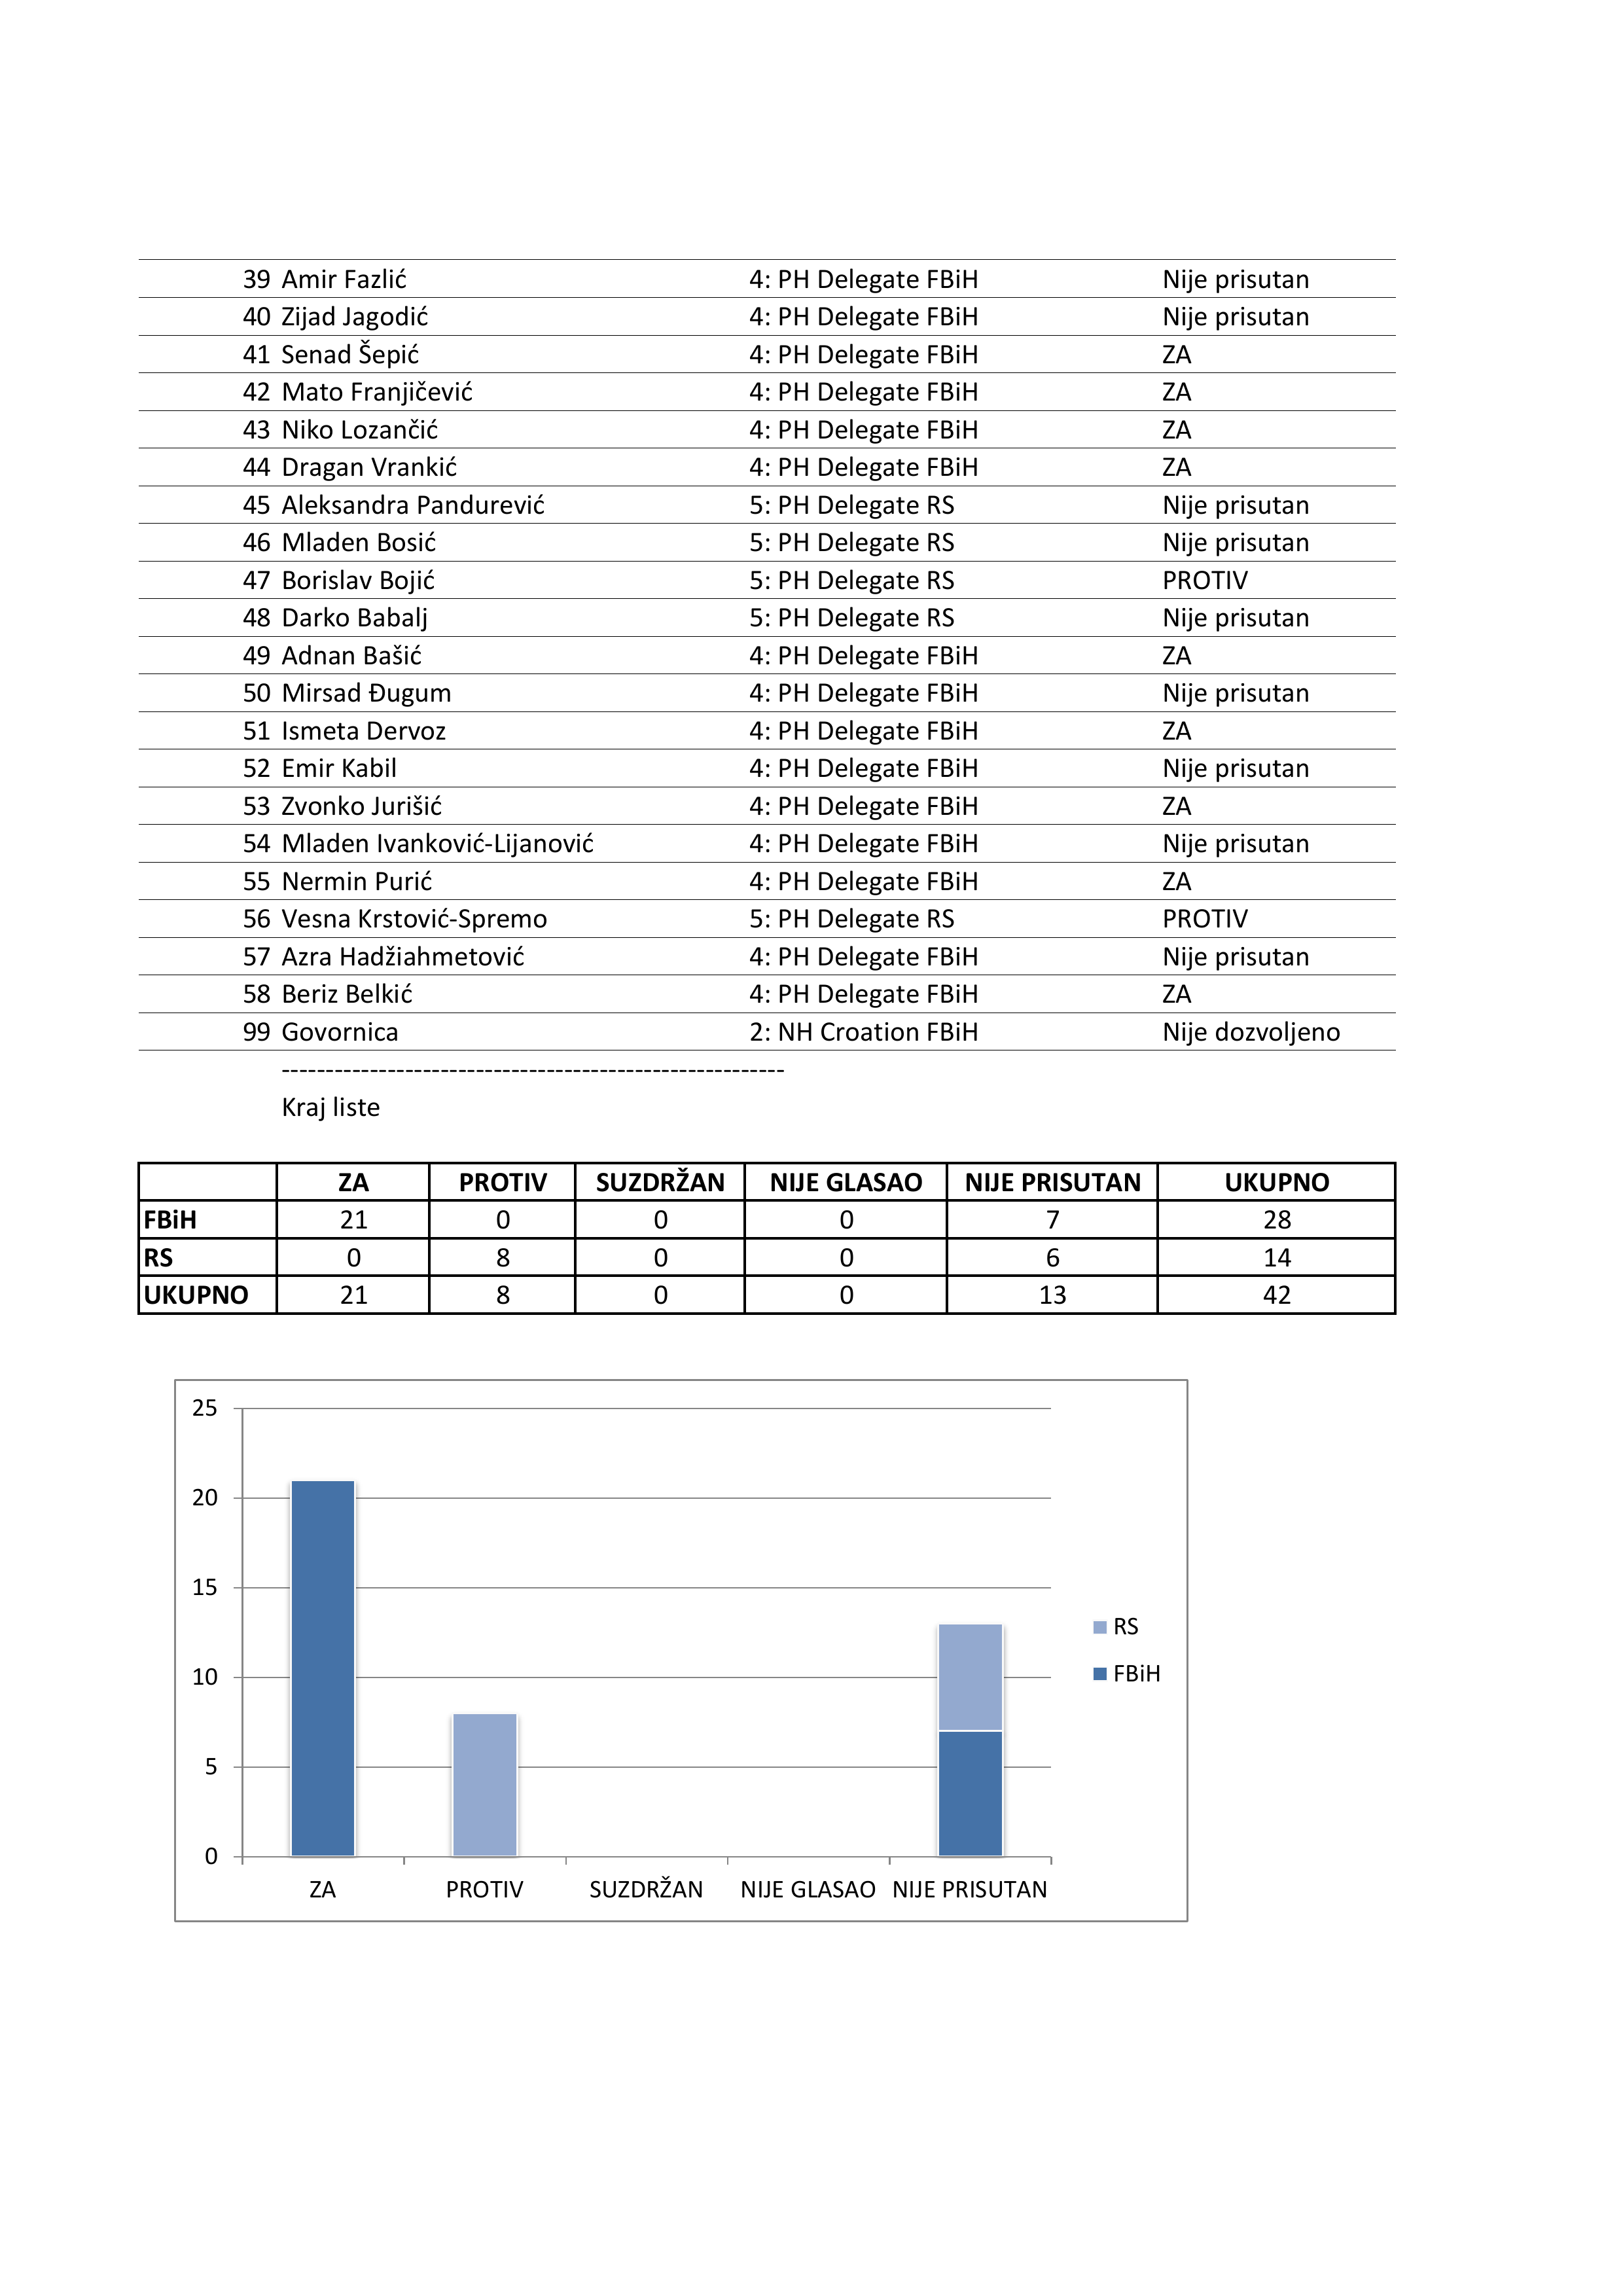 39 Amir Fazlić 4: PH Delegate FBiH Nije prisutan
40 Zijad Jagodić 4: PH Delegate FBiH Nije prisutan
41 Senad Šepić 4: PH Delegate FBiH ZA
42 Mato Franjičević 4: PH Delegate FBiH ZA
43 Niko Lozančić 4: PH Delegate FBiH ZA
44 Dragan Vrankić 4: PH Delegate FBiH ZA
45 Aleksandra Pandurević 5: PH Delegate RS Nije prisutan
46 Mladen Bosić 5: PH Delegate RS Nije prisutan
47 Borislav Bojić 5: PH Delegate RS PROTIV
48 Darko Babalj 5: PH Delegate RS Nije prisutan
49 Adnan Bašić 4: PH Delegate FBiH ZA
50 Mirsad Đugum 4: PH Delegate FBiH Nije prisutan
51 Ismeta Dervoz 4: PH Delegate FBiH ZA
52 Emir Kabil 4: PH Delegate FBiH Nije prisutan
53 Zvonko Jurišić 4: PH Delegate FBiH ZA
54 Mladen Ivanković-Lijanović 4: PH Delegate FBiH Nije prisutan
55 Nermin Purić 4: PH Delegate FBiH ZA
56 Vesna Krstović-Spremo 5: PH Delegate RS PROTIV
57 Azra Hadžiahmetović 4: PH Delegate FBiH Nije prisutan
58 Beriz Belkić 4: PH Delegate FBiH ZA
99 Govornica 2: NH Croation FBiH Nije dozvoljeno
---------------------------------------------------------
Kraj liste
ZA PROTIV SUZDRŽAN NIJE GLASAO NIJE PRISUTAN UKUPNO
FBiH 21 0 0 0 7 28
RS 0 8 0 0 6 14
UKUPNO 21 8 0 0 13 42
25
20
15
10
5
0
ZA PROTIV SUZDRŽAN NIJE GLASAO NIJE PRISUTAN
RS
FBiH